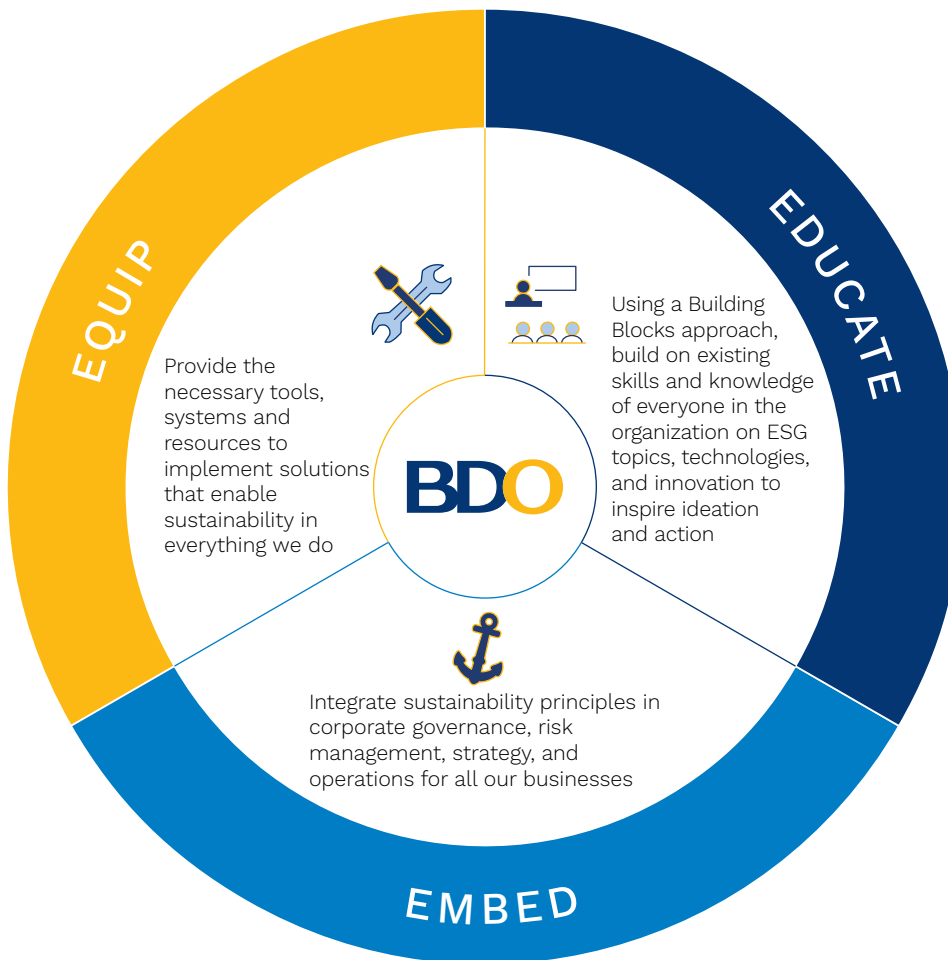 EQUIP
Provide the
necessary tools,
systems and
resources to
implement solutions
that enable
sustainability in
everything we do
EDUCATE
Using a Building
Blocks approach,
build on existing
skills and knowledge
of everyone in the
organization on ESG
topics, technologies,
and innovation to
inspire ideation
and action
BDO
Integrate sustainability principles in
corporate governance, risk
management, strategy, and
operations for all our businesses
EMBED